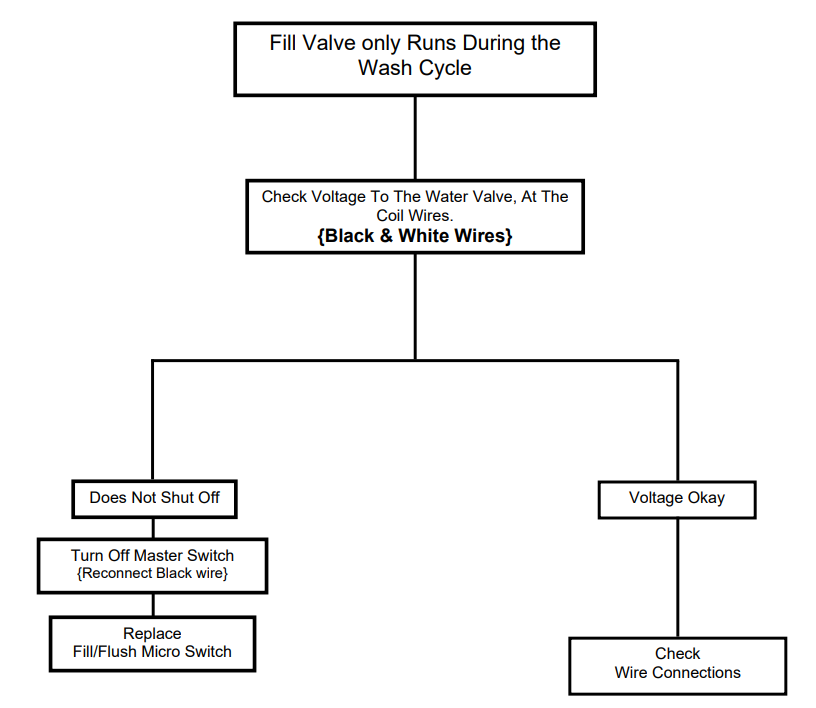 Fill Valve only Runs During the
Wash Cycle
Check Voltage To The Water Valve, At The
Coil Wires.
{Black & White Wires}
Does Not Shut Off
Voltage Okay
Turn Off Master Switch
{Reconnect Black wire}
Replace
Fill/Flush Micro Switch
Check
Wire Connections